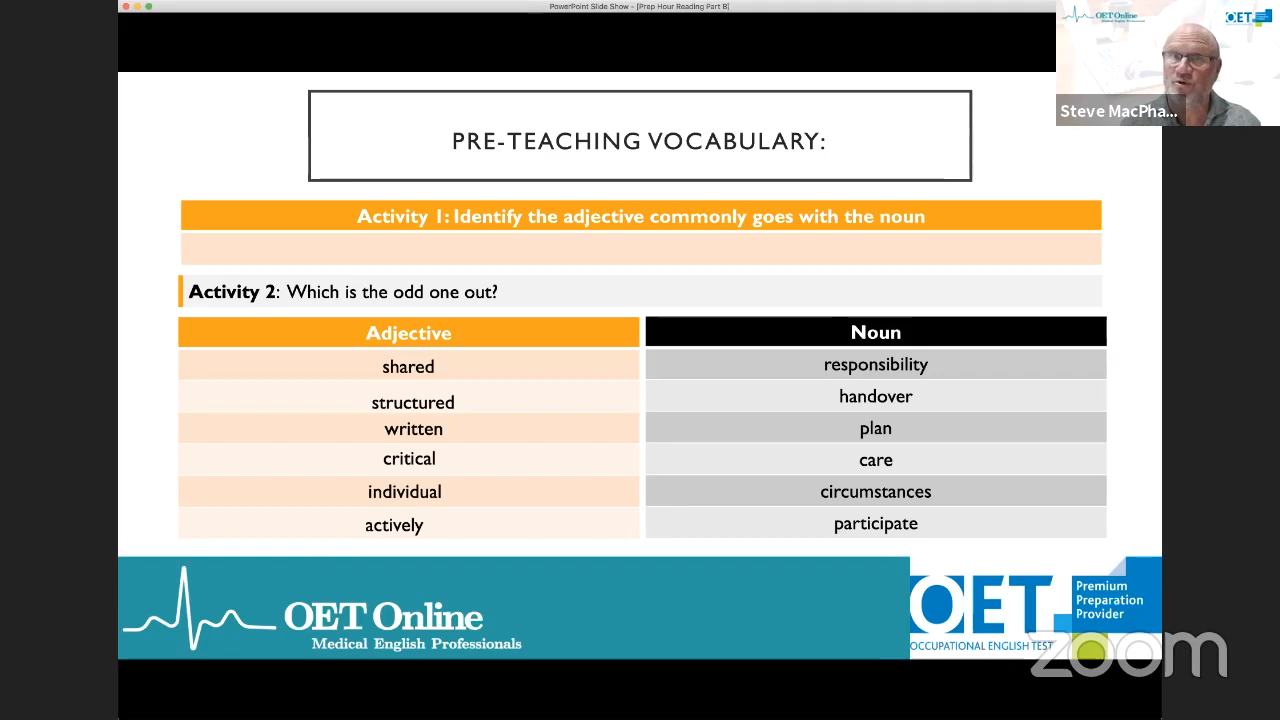 PowerPoint Slide Show - [Prep Hour Reading Part B]
OET Online
OET
Steve MacPha...
PRE-TEACHING VOCABULARY:
Activity 1: Identify the adjective commonly goes with the noun
Activity 2: Which is the odd one out?
Adjective
Noun
shared
responsibility
structured
handover
written
plan
critical
care
individual
circumstances
actively
participate
OET Online
Medical English Professionals
OET
OCCUPATIONAL ENGLISH TEST
Premium
Preparation
Provider
zoom